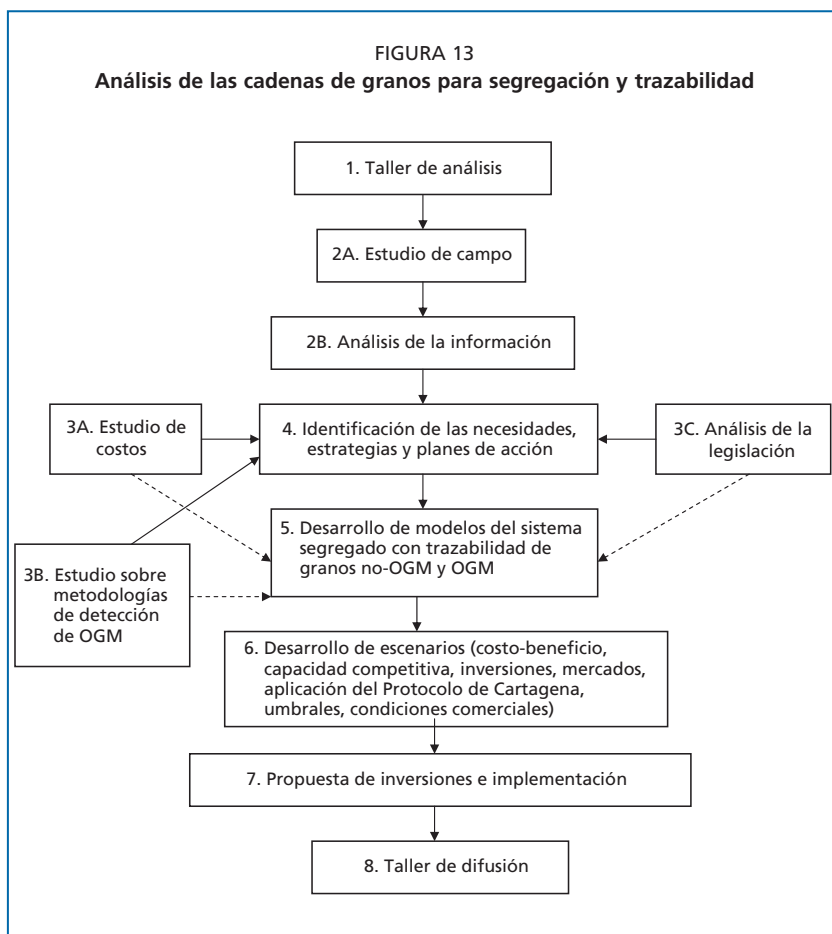 FIGURA 13
Análisis de las cadenas de granos para segregación y trazabilidad
1. Taller de análisis
2A. Estudio de campo
2B. Análisis de la información
3A. Estudio de
costos
4. Identificación de las necesidades,
estrategias y planes de acción
3C. Análisis de la
legislación
3B. Estudio sobre
metodologías
de detección
de OGM
5. Desarrollo de modelos del sistema
segregado con trazabilidad de
granos no-OGM y OGM
6. Desarrollo de escenarios (costo-beneficio,
capacidad competitiva, inversiones, mercados,
aplicación del Protocolo de Cartagena,
umbrales, condiciones comerciales)
7. Propuesta de inversiones e implementación
8. Taller de difusión